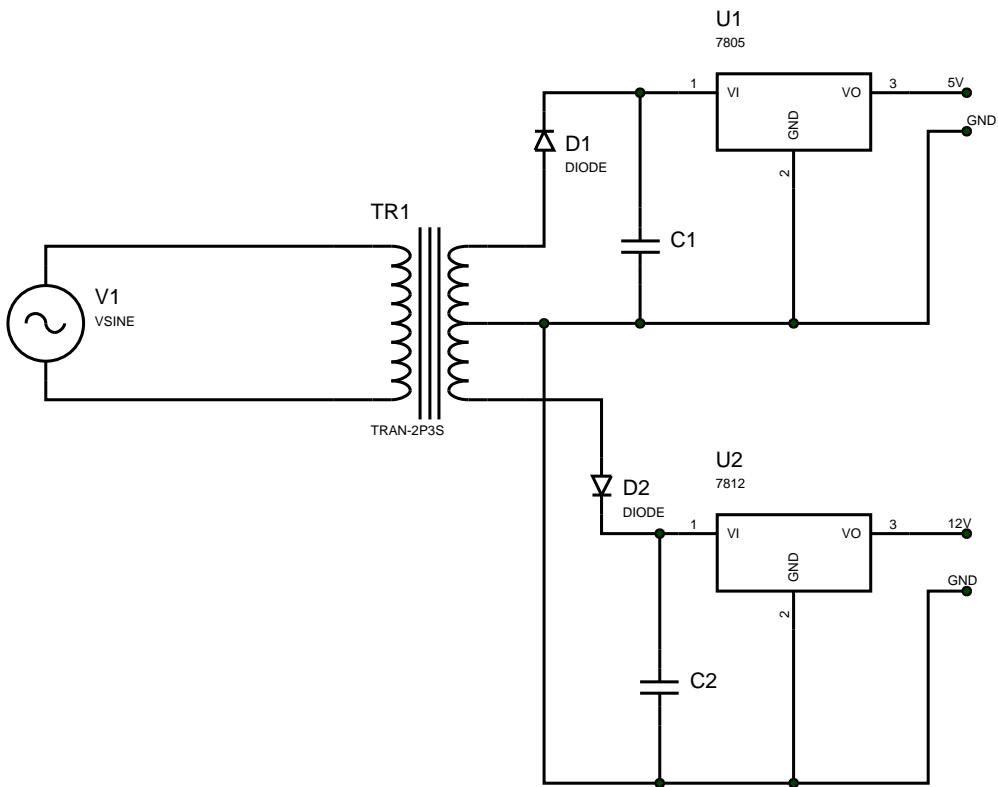 U1
7805
1
VI
VO
3
5V
GND
GND
2
D1
DIODE
TR1
C1
V1
VSINE
TRAN-2P3S
U2
7812
D2
DIODE
1
VI
VO
3
12V
GND
GND
2
C2